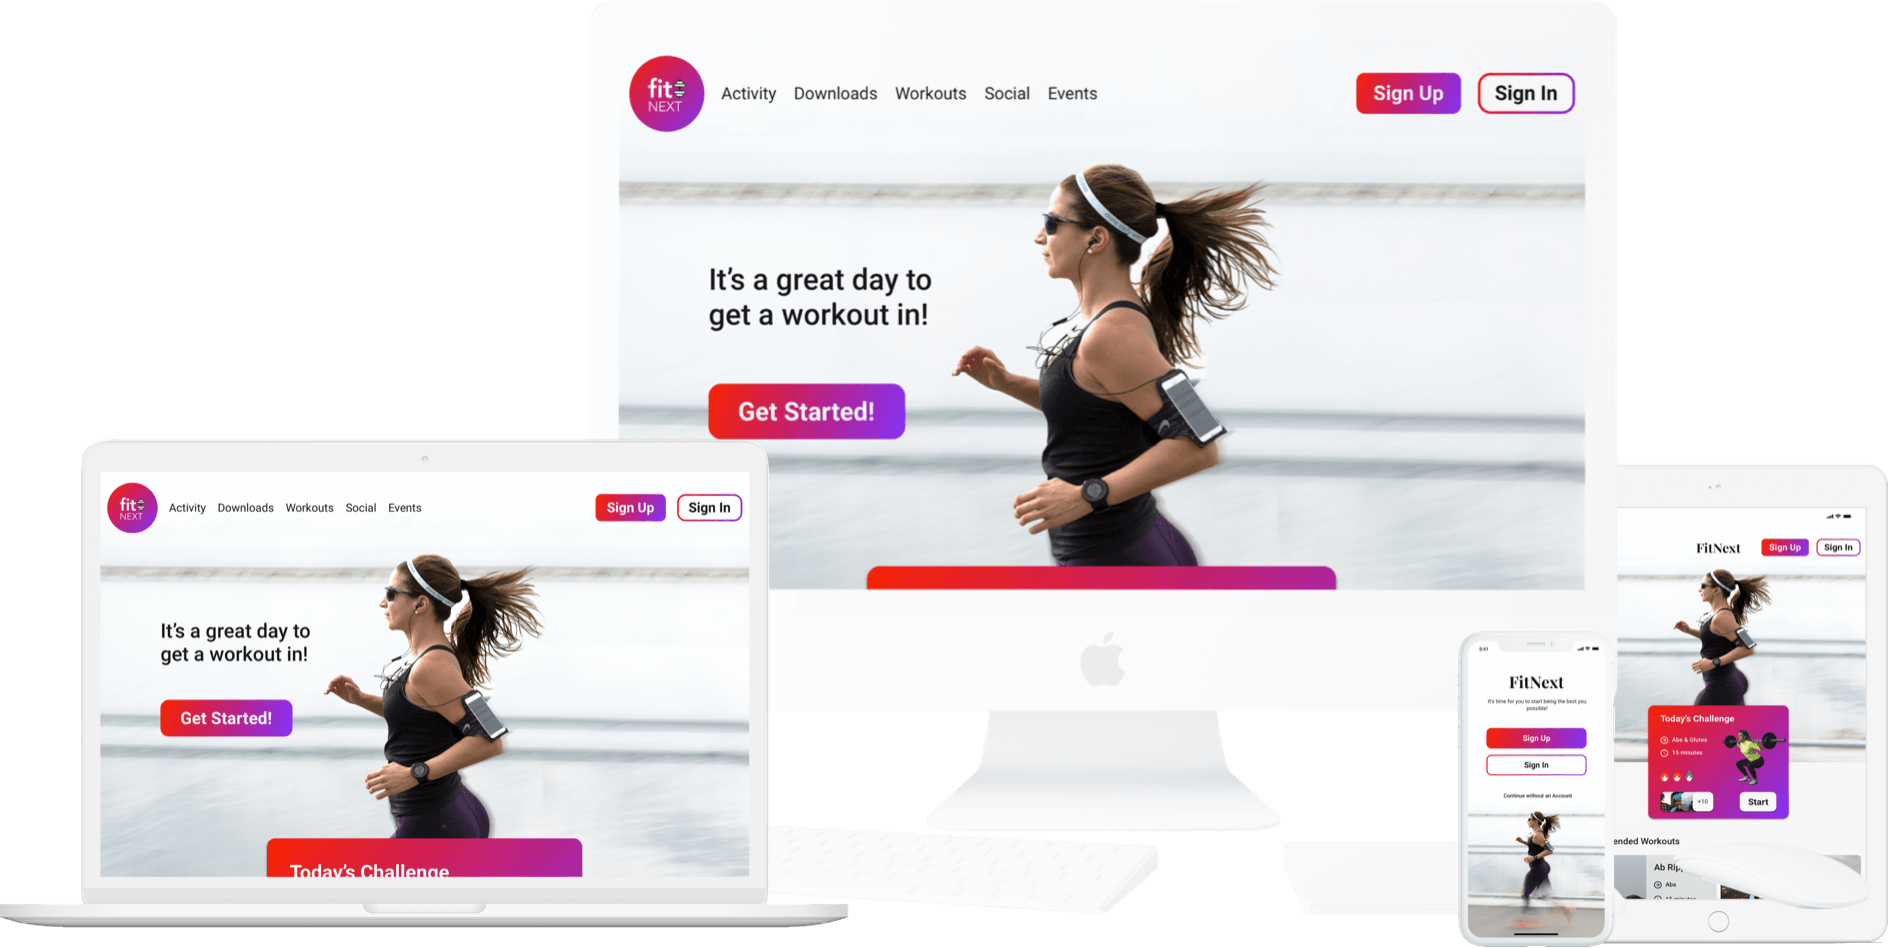 fit
NEXT
Activity Downloads Workouts Social Events
Sign Up Sign In
It's a great day to
get a workout in!
Get Started!
fit
NEXT
Activity Downloads Workouts Social Events
Sign Up Sign In
It's a great day to
get a workout in!
Get Started!
Today's Challenge
9:41
FitNext
It's time for you to start being the best you
possible!
Sign Up
Sign In
Continue without an Account
FitNext
Sign Up Sign In
Today's Challenge
Abs & Glutes
15 minutes
+10
Start
ended Workouts
Ab Rip
Abs
15 minutes